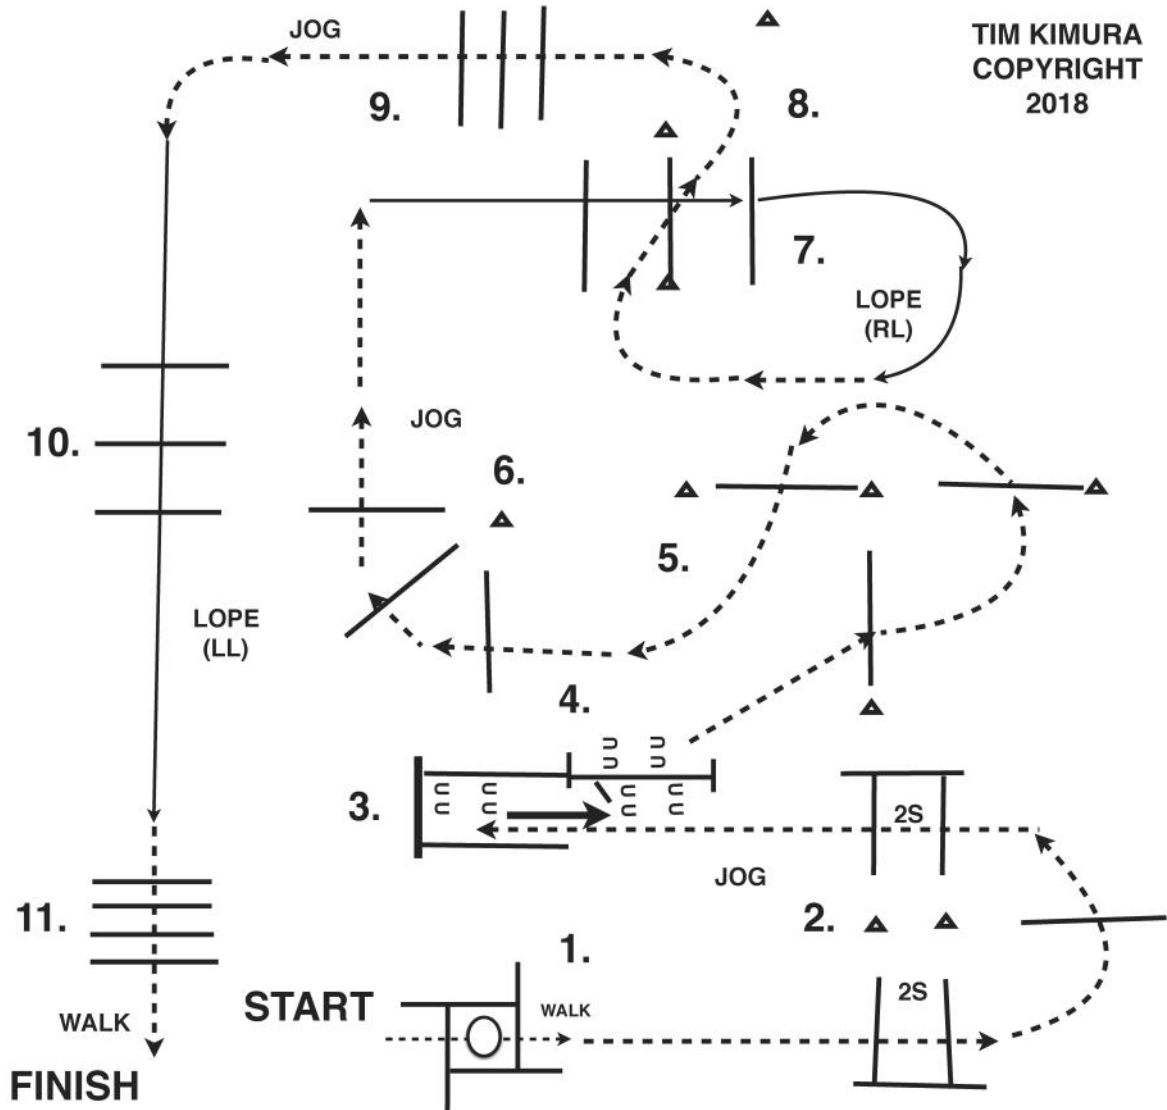 JOG
TIM KIMURA
COPYRIGHT
2018
9.
8.
7.
LOPE
(RL)
JOG
10.
6.
5.
LOPE
(LL)
4.
3.
2S
JOG
2.
11.
1.
2S
START
WALK
WALK
FINISH